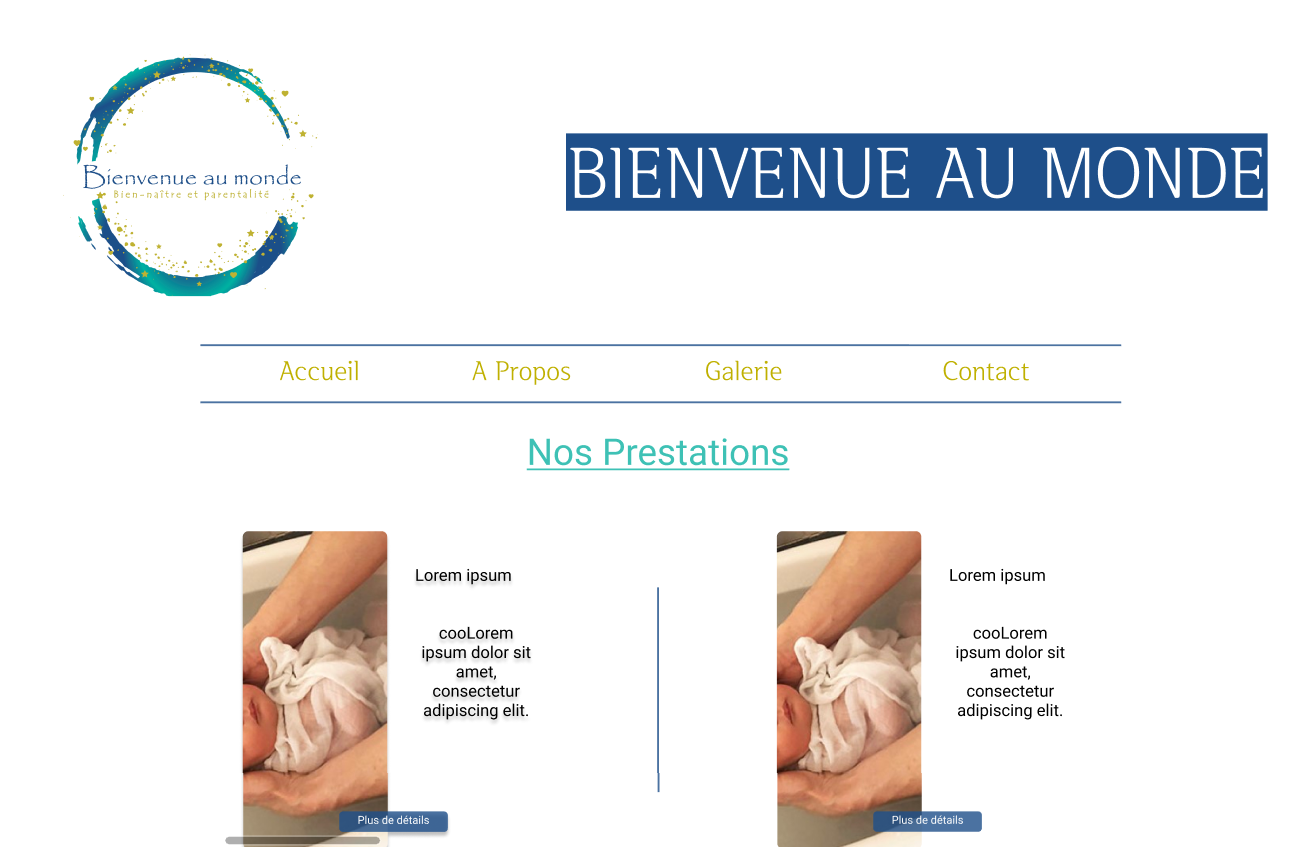 Bienvenue au monde
Bien-naître et parentalité
BIENVENUE AU MONDE
Accueil A Propos Galerie Contact
Nos Prestations
Lorem ipsum
cooLorem
ipsum dolor sit
amet,
consectetur
adipiscing elit.
Plus de détails
Lorem ipsum
cooLorem
ipsum dolor sit
amet,
consectetur
adipiscing elit.
Plus de détails